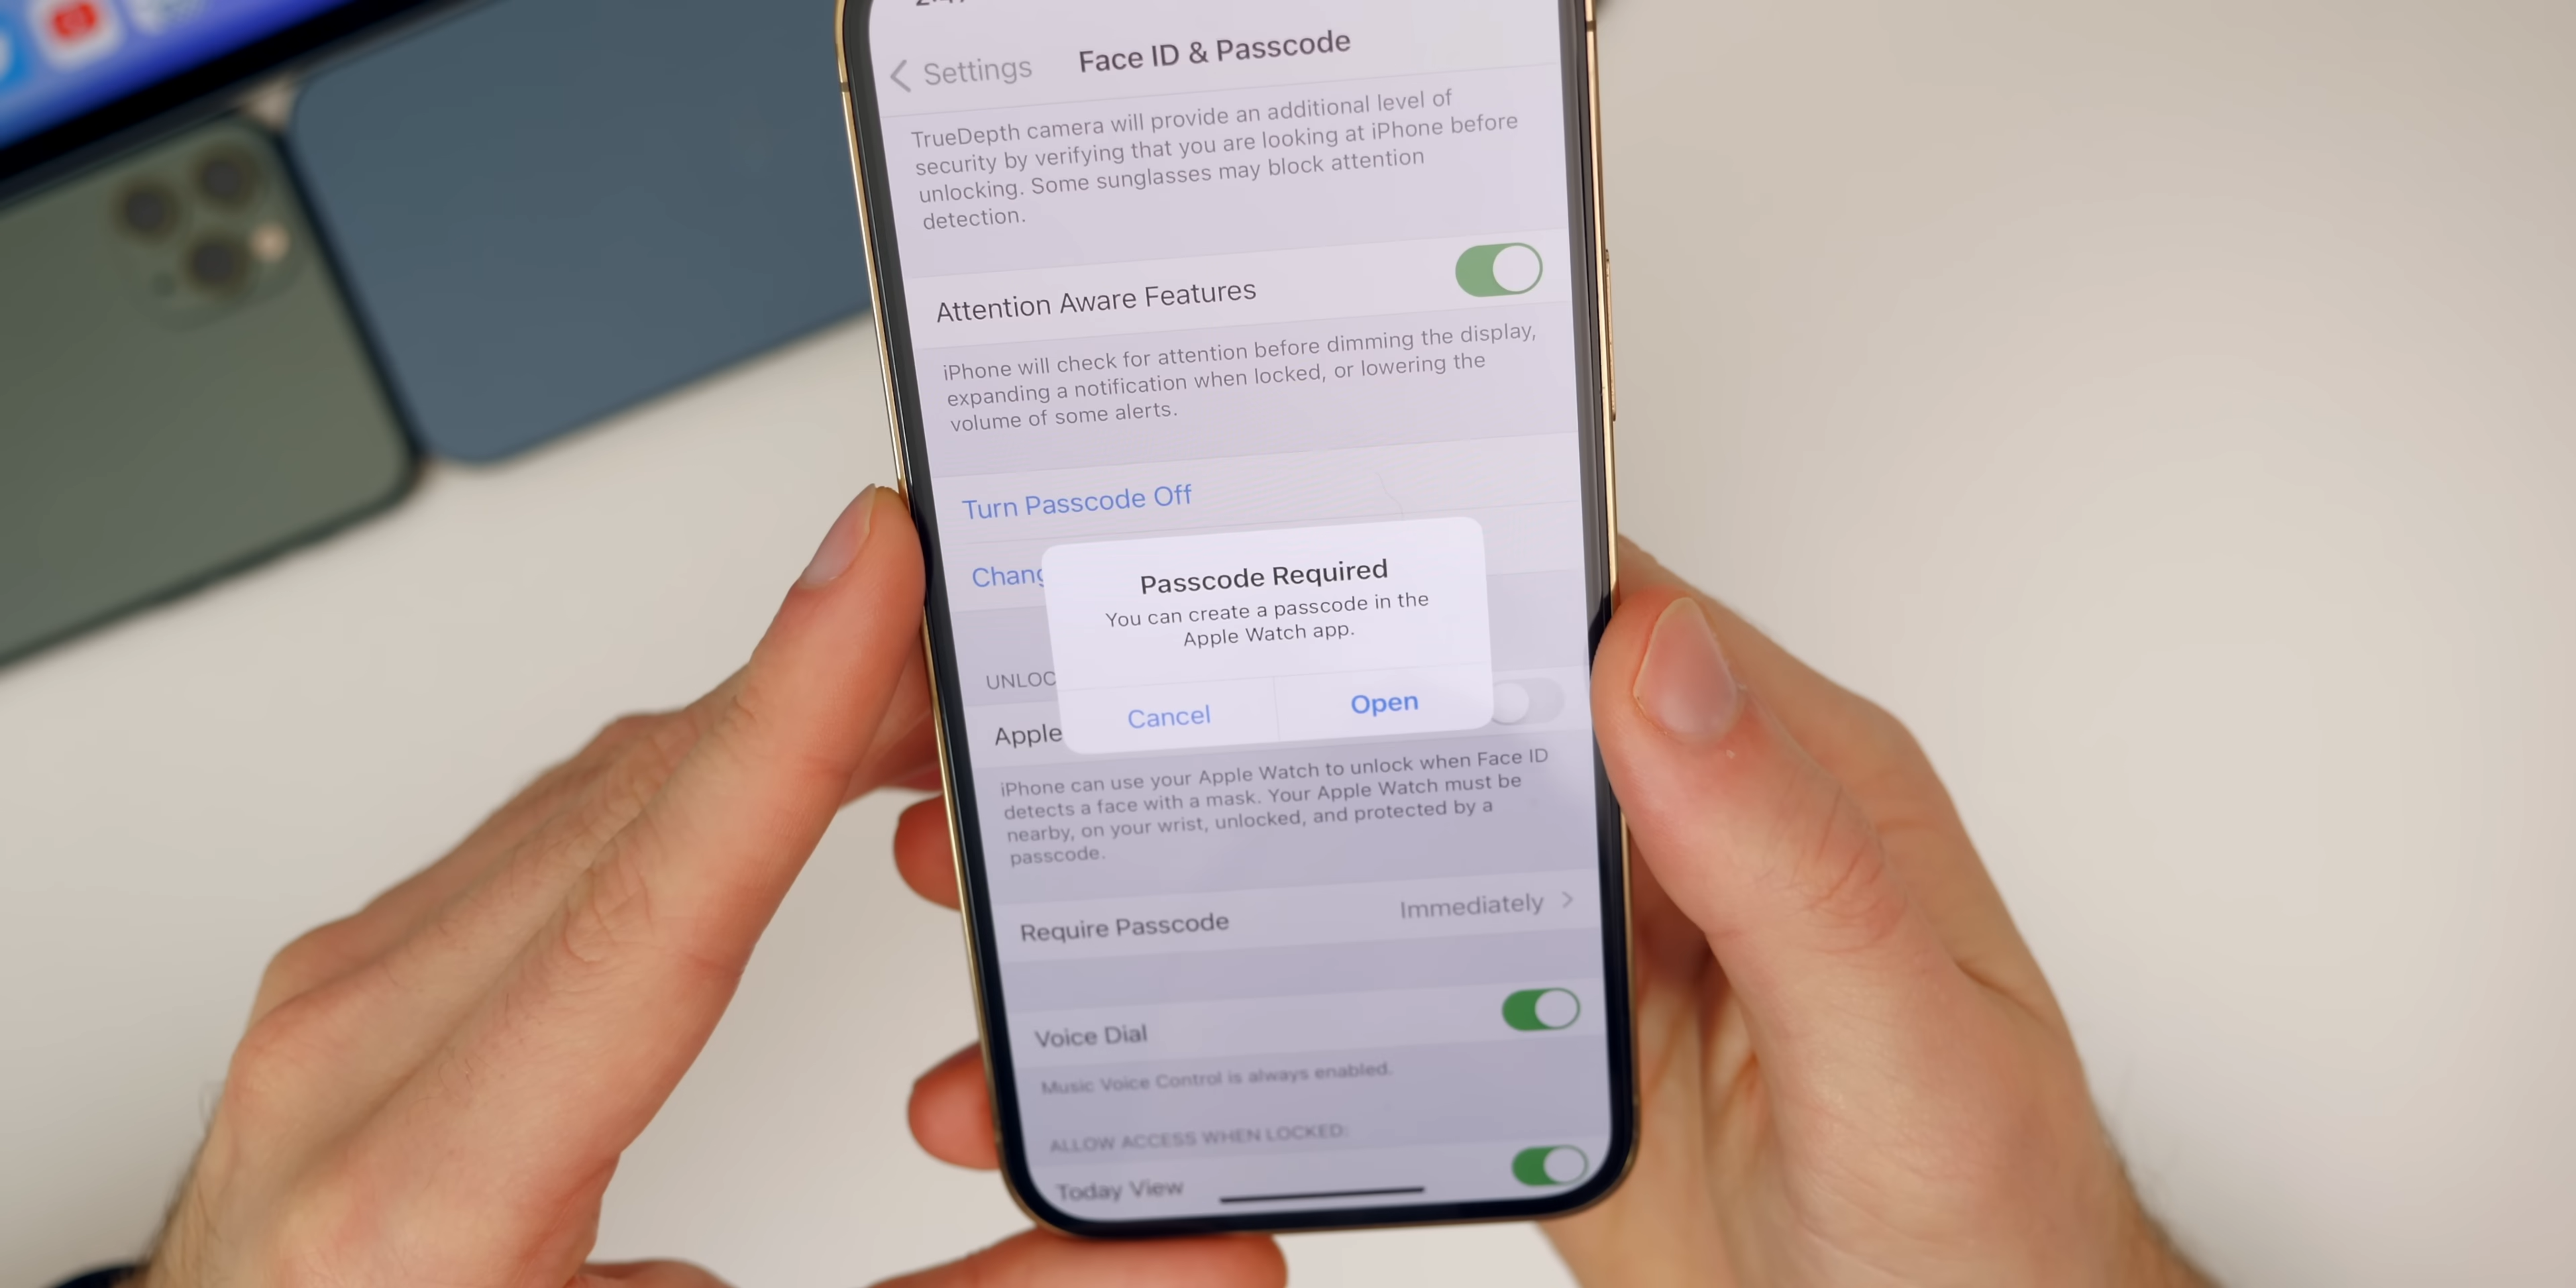 Settings
Face ID & Passcode
TrueDepth camera will provide an additional level of
security by verifying that you are looking at iPhone before
unlocking. Some sunglasses may block attention
detection.
Attention Aware Features
iPhone will check for attention before dimming the display,
expanding a notification when locked, or lowering the
volume of some alerts.
Turn Passcode Off
Chang
Passcode Required
You can create a passcode in the
Apple Watch app.
Cancel
Open
UNLOC
Apple
iPhone can use your Apple Watch to unlock when Face ID
detects a face with a mask. Your Apple Watch must be
nearby, on your wrist, unlocked, and protected by a
passcode.
Require Passcode
Immediately
Voice Dial
Music Voice Control is always enabled.
ALLOW ACCESS WHEN LOCKED:
Today View